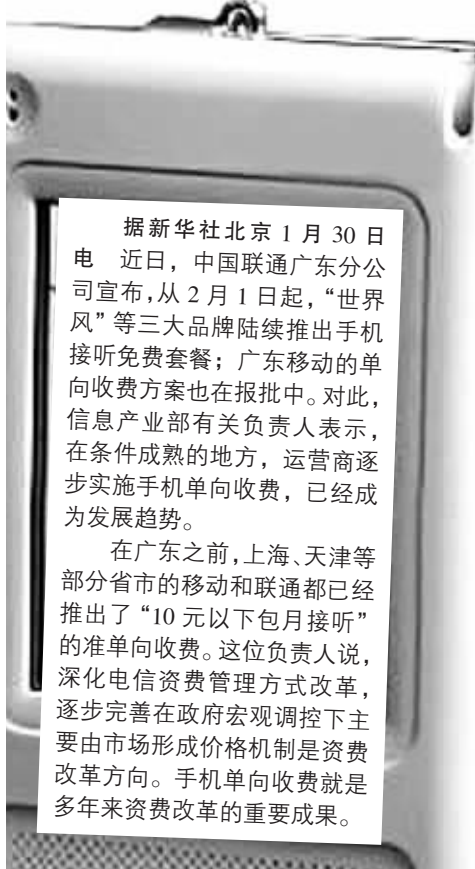 据新华社北京 1 月 30 日
电 近日，中国联通广东分公
司宣布，从 2 月 1 日起，“世界
风”等三大品牌陆续推出手机
接听免费套餐；广东移动的单
向收费方案也在报批中。对此，
信息产业部有关负责人表示，
在条件成熟的地方，运营商逐
步实施手机单向收费，已经成
为发展趋势。
在广东之前，上海、天津等
部分省市的移动和联通都已经
推出了“10 元以下包月接听”
的准单向收费。这位负责人说，
深化电信资费管理方式改革，
逐步完善在政府宏观调控下主
要由市场形成价格机制是资费
改革方向。手机单向收费就是
多年来资费改革的重要成果。